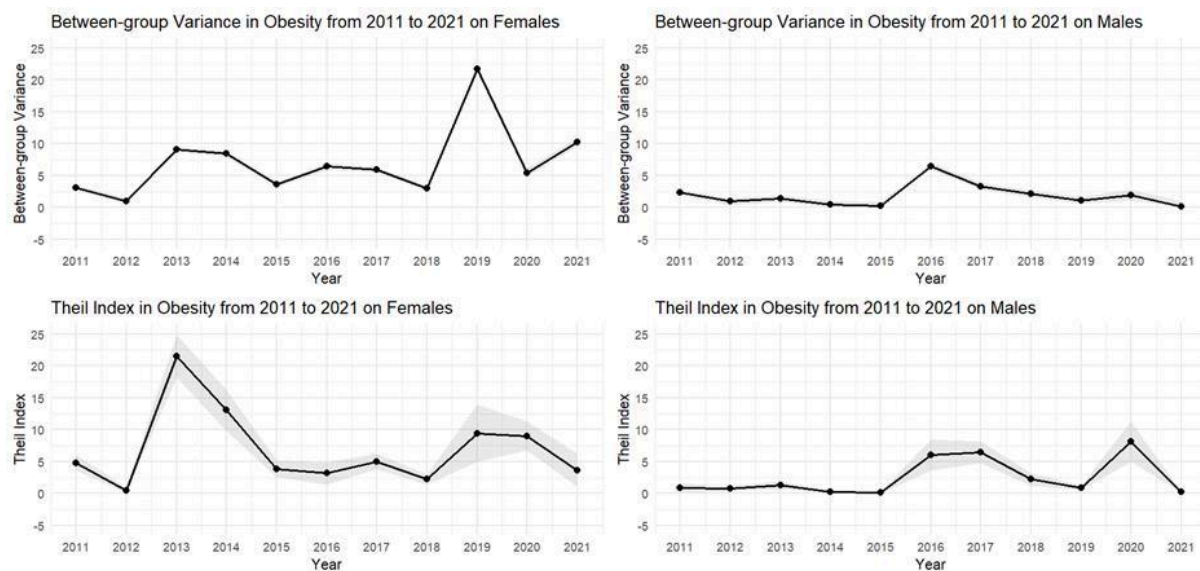 Between-group Variance in Obesity from 2011 to 2021 on Females
25
20
15
10
5
0
-5
Between-group Variance
2011 2012 2013 2014 2015 2016 2017 2018 2019 2020 2021
Year
Between-group Variance in Obesity from 2011 to 2021 on Males
25
20
15
10
5
0
-5
Between-group Variance
2011 2012 2013 2014 2015 2016 2017 2018 2019 2020 2021
Year
Theil Index in Obesity from 2011 to 2021 on Females
25
20
15
10
5
0
-5
Theil Index
2011 2012 2013 2014 2015 2016 2017 2018 2019 2020 2021
Year
Theil Index in Obesity from 2011 to 2021 on Males
25
20
15
10
5
0
-5
Theil Index
2011 2012 2013 2014 2015 2016 2017 2018 2019 2020 2021
Year